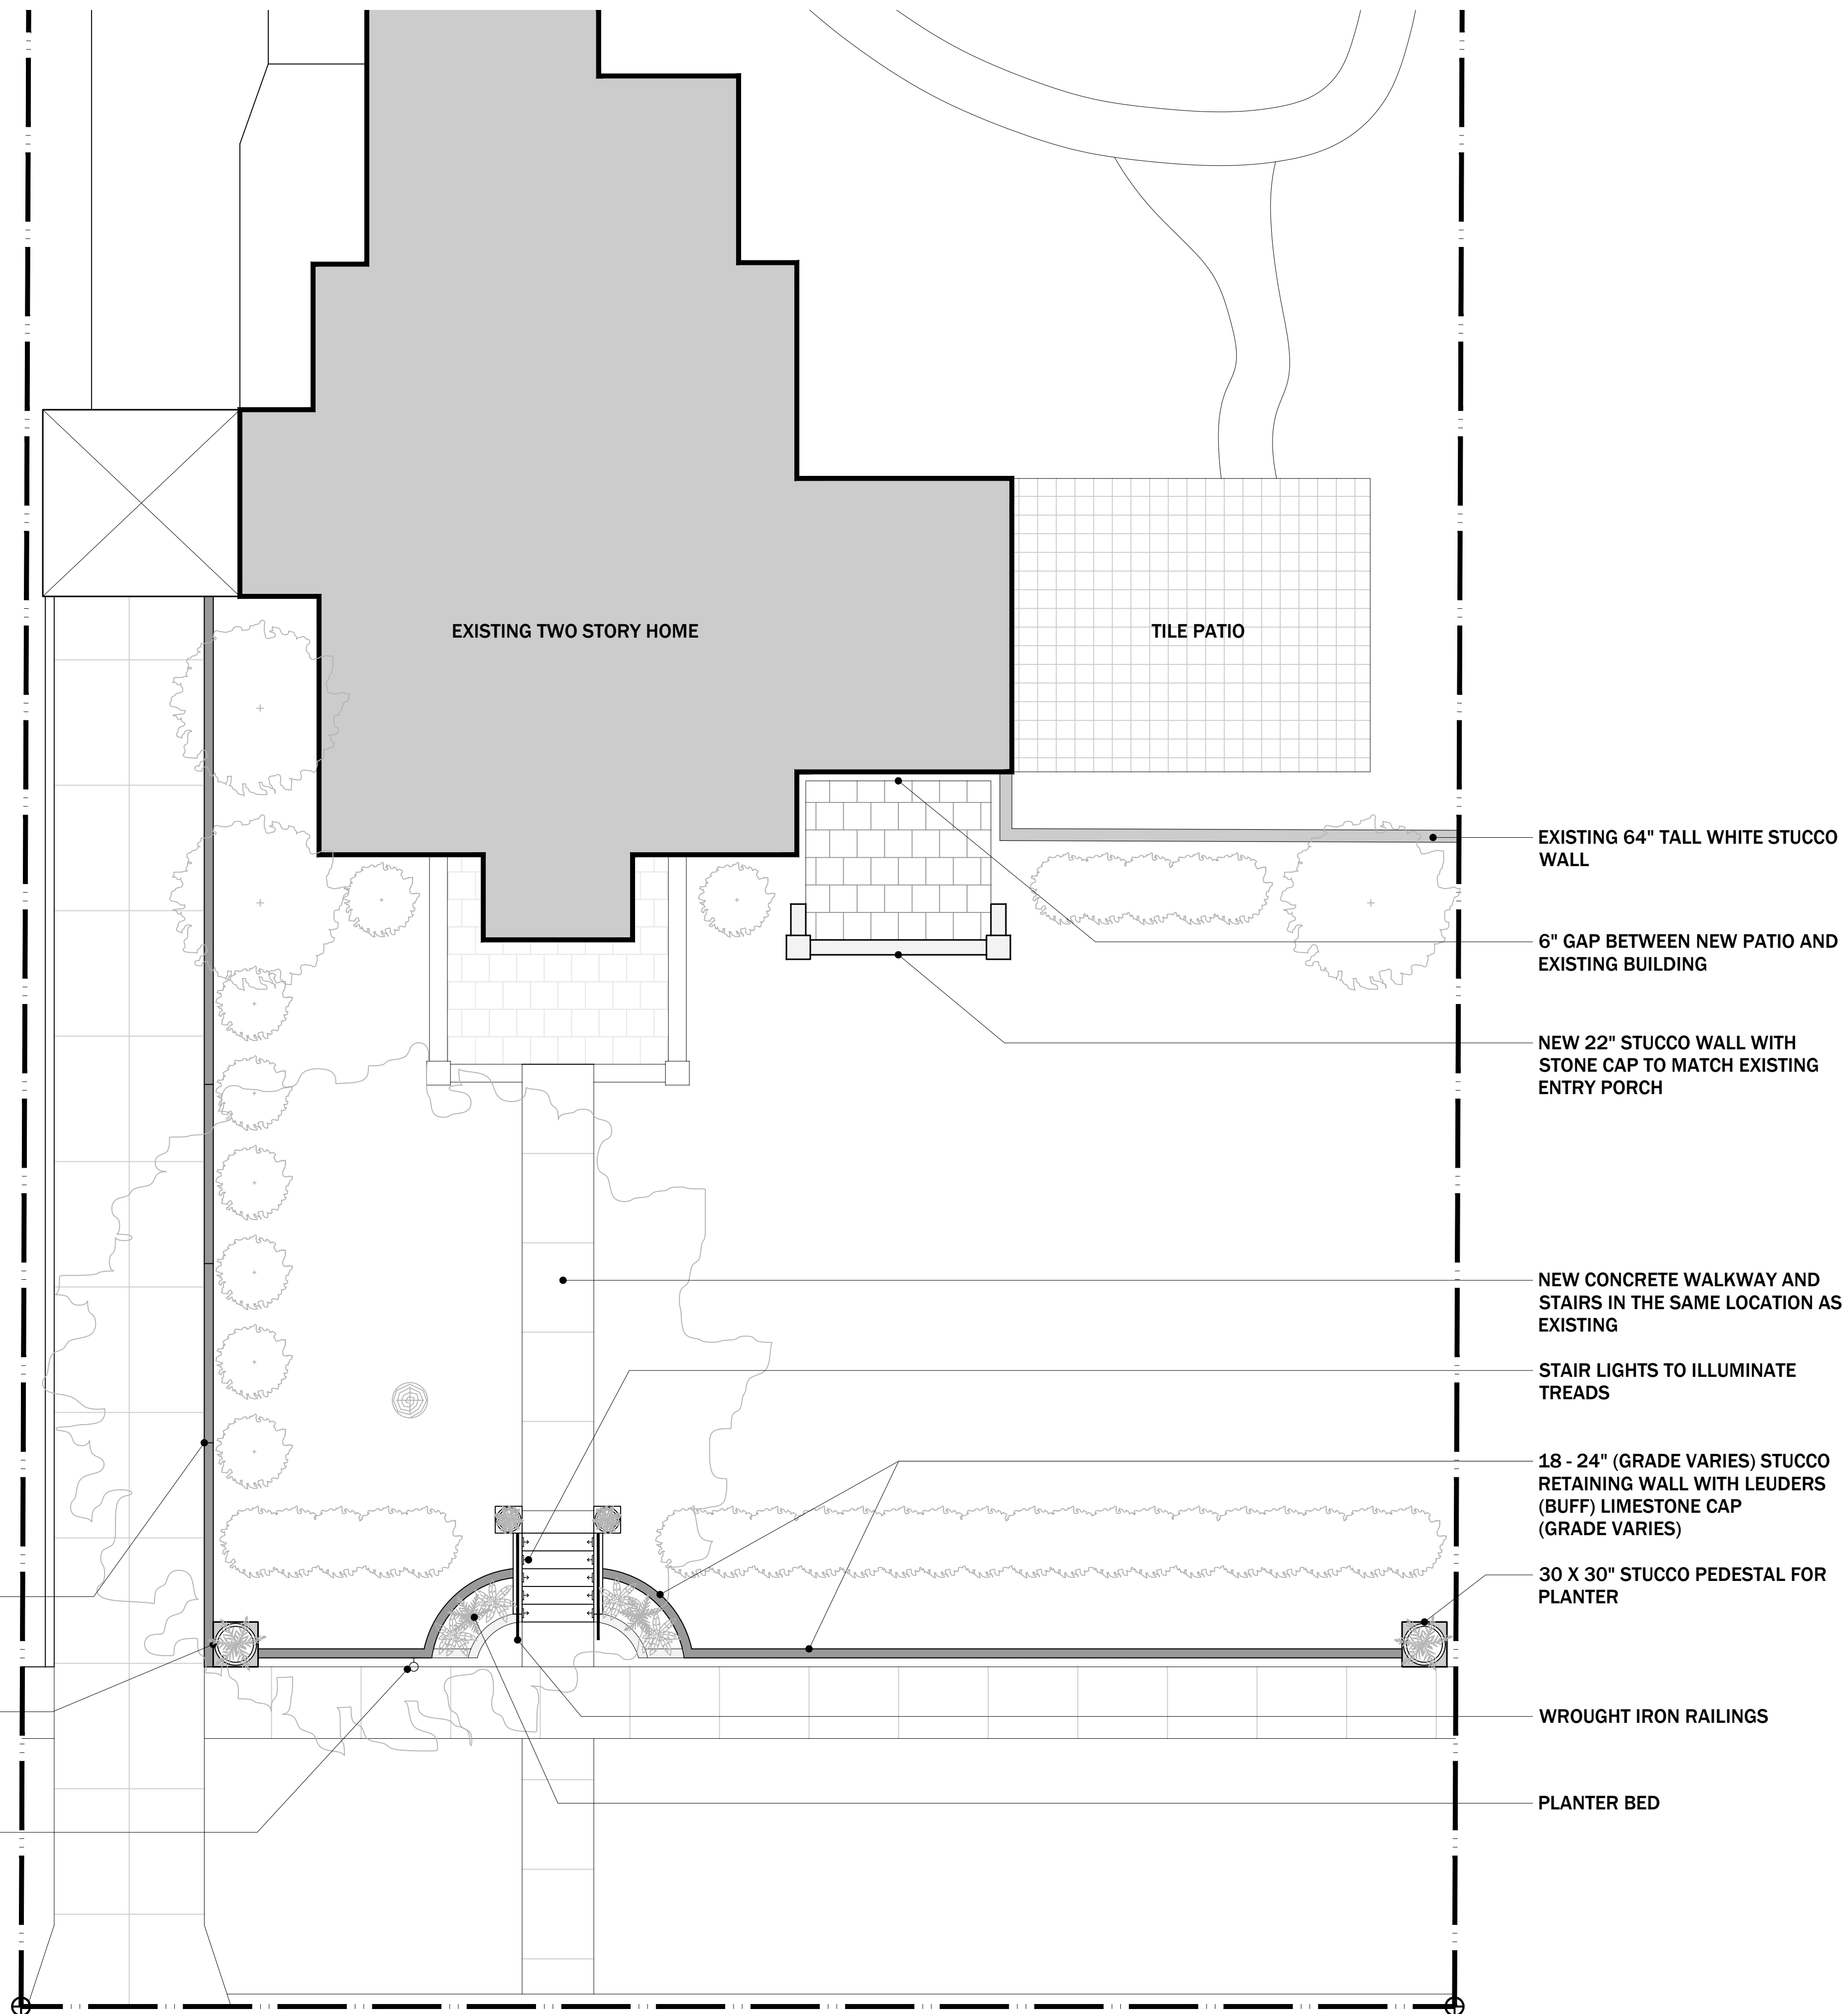 EXISTING TWO STORY HOME
TILE PATIO
EXISTING 64" TALL WHITE STUCCO
WALL
6" GAP BETWEEN NEW PATIO AND
EXISTING BUILDING
NEW 22" STUCCO WALL WITH
STONE CAP TO MATCH EXISTING
ENTRY PORCH
NEW CONCRETE WALKWAY AND
STAIRS IN THE SAME LOCATION AS
EXISTING
STAIR LIGHTS TO ILLUMINATE
TREADS
18 - 24" (GRADE VARIES) STUCCO
RETAINING WALL WITH LEUDERS
(BUFF) LIMESTONE CAP
(GRADE VARIES)
30 X 30" STUCCO PEDESTAL FOR
PLANTER
WROUGHT IRON RAILINGS
PLANTER BED